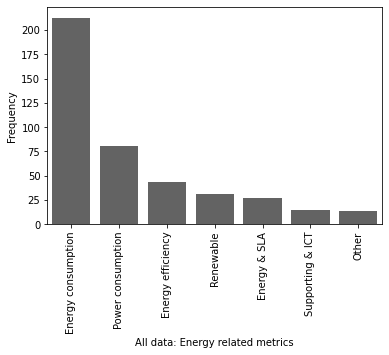 200
175
150
125
100
75
50
25
0
Frequency
Energy consumption
Power consumption
Energy efficiency
Renewable
Energy & SLA
Supporting & ICT
Other
All data: Energy related metrics